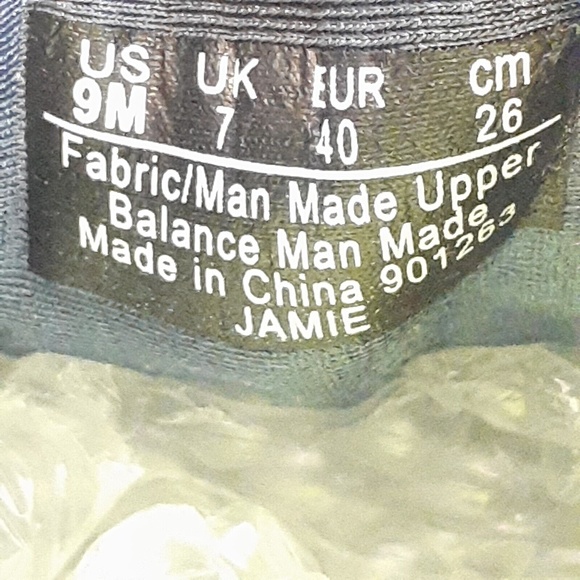 US UK EUR cm
9M 7 40 26
Fabric/Man Made Upper
Balance Man Made
Made in China 901263
JAMIE